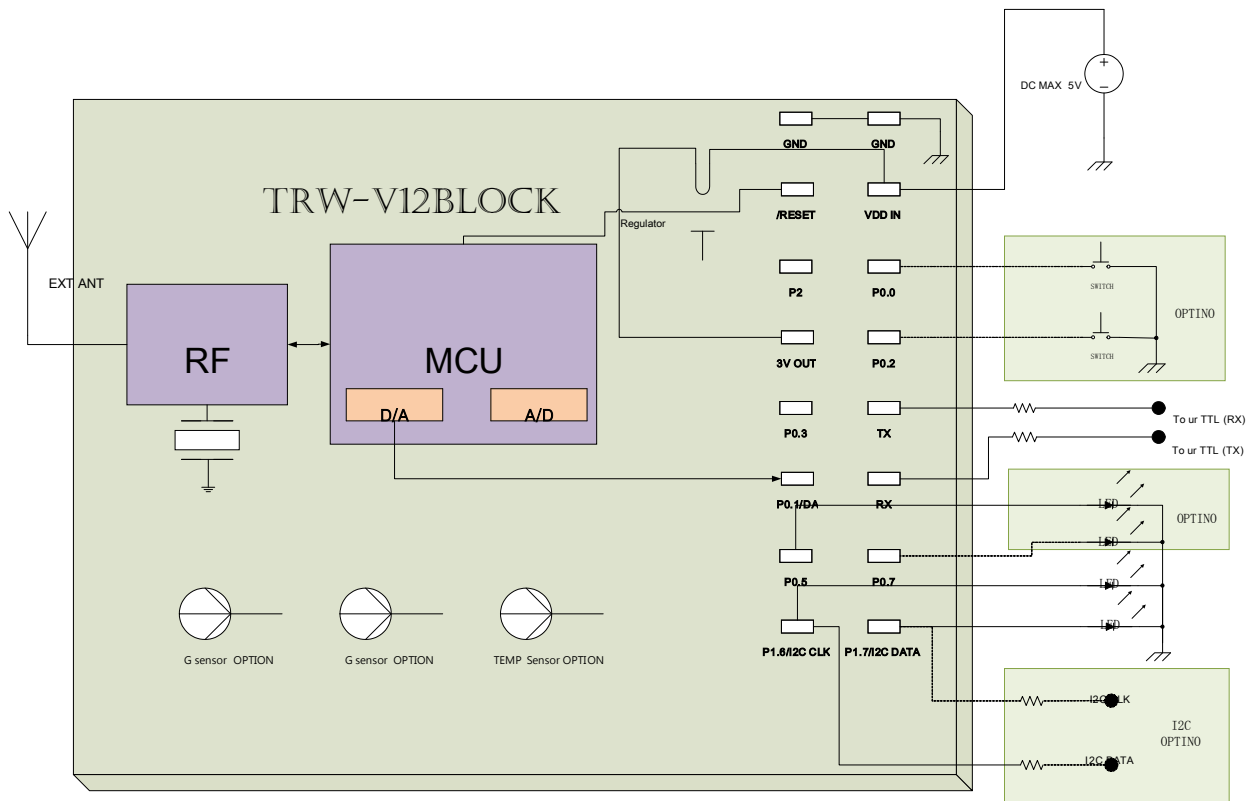 DC MAX 5V
GND
GND
TRW-V12BLOCK
/RESET
VDD IN
Regulator
EXT ANT
P2
P0.0
SWITCH
OPTINO
RF
MCU
3V OUT
P0.2
SWITCH
D/A
A/D
P0.3
TX
To ur TTL (RX)
To ur TTL (TX)
P0.1/DA
RX
LED
OPTINO
LED
P0.5
P0.7
LED
LED
G sensor OPTION
G sensor OPTION
TEMP Sensor OPTION
P1.6/I2C CLK
P1.7/I2C DATA
I2C CLK
I2C
OPTINO
I2C DATA